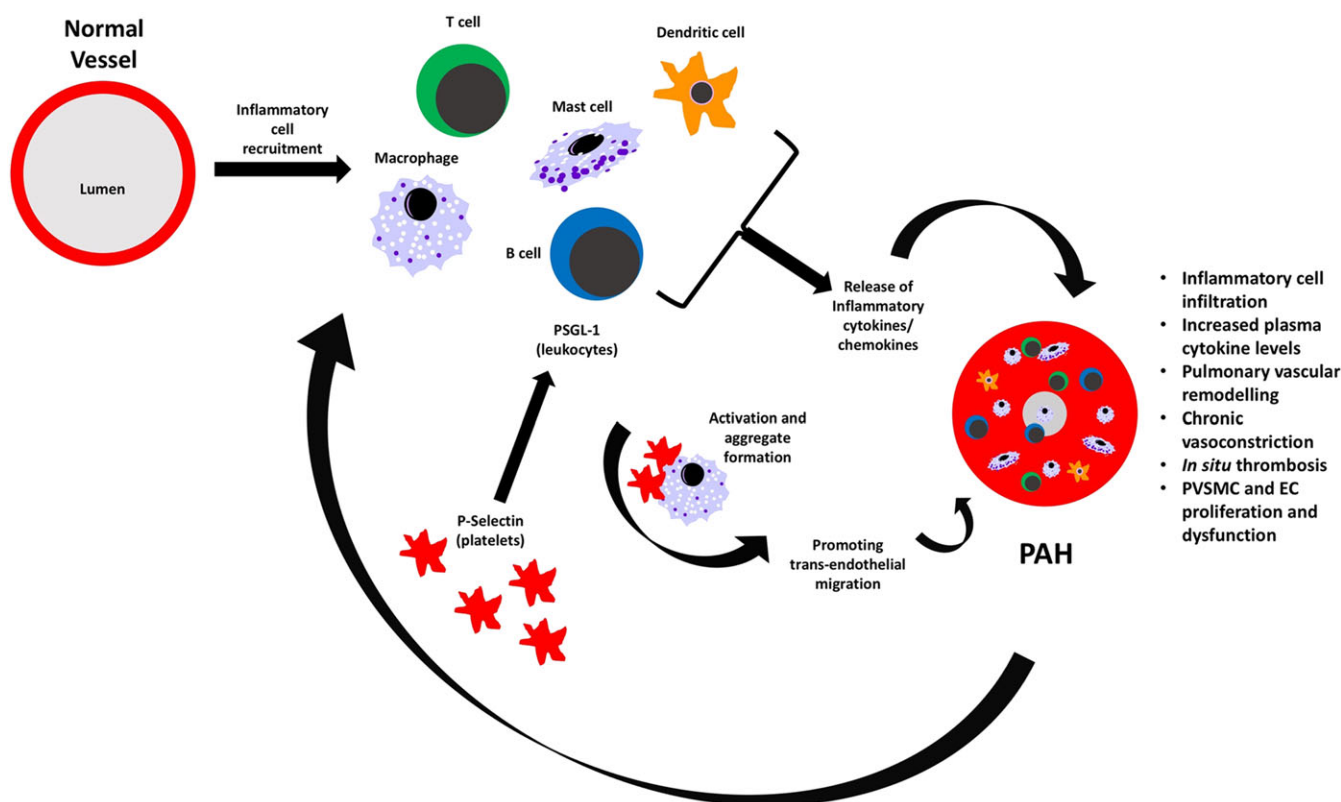 Normal
Vessel
Lumen
Inflammatory
cell
recruitment
T cell
Dendritic cell
Mast cell
Macrophage
B cell
PSGL-1
(leukocytes)
Release of
Inflammatory
cytokines/
chemokines
Activation and
aggregate
formation
P-Selectin
(platelets)
Promoting
trans-endothelial
migration
PAH
• Inflammatory cell
infiltration
• Increased plasma
cytokine levels
• Pulmonary vascular
remodelling
• Chronic
vasoconstriction
• In situ thrombosis
• PVSMC and EC
proliferation and
dysfunction